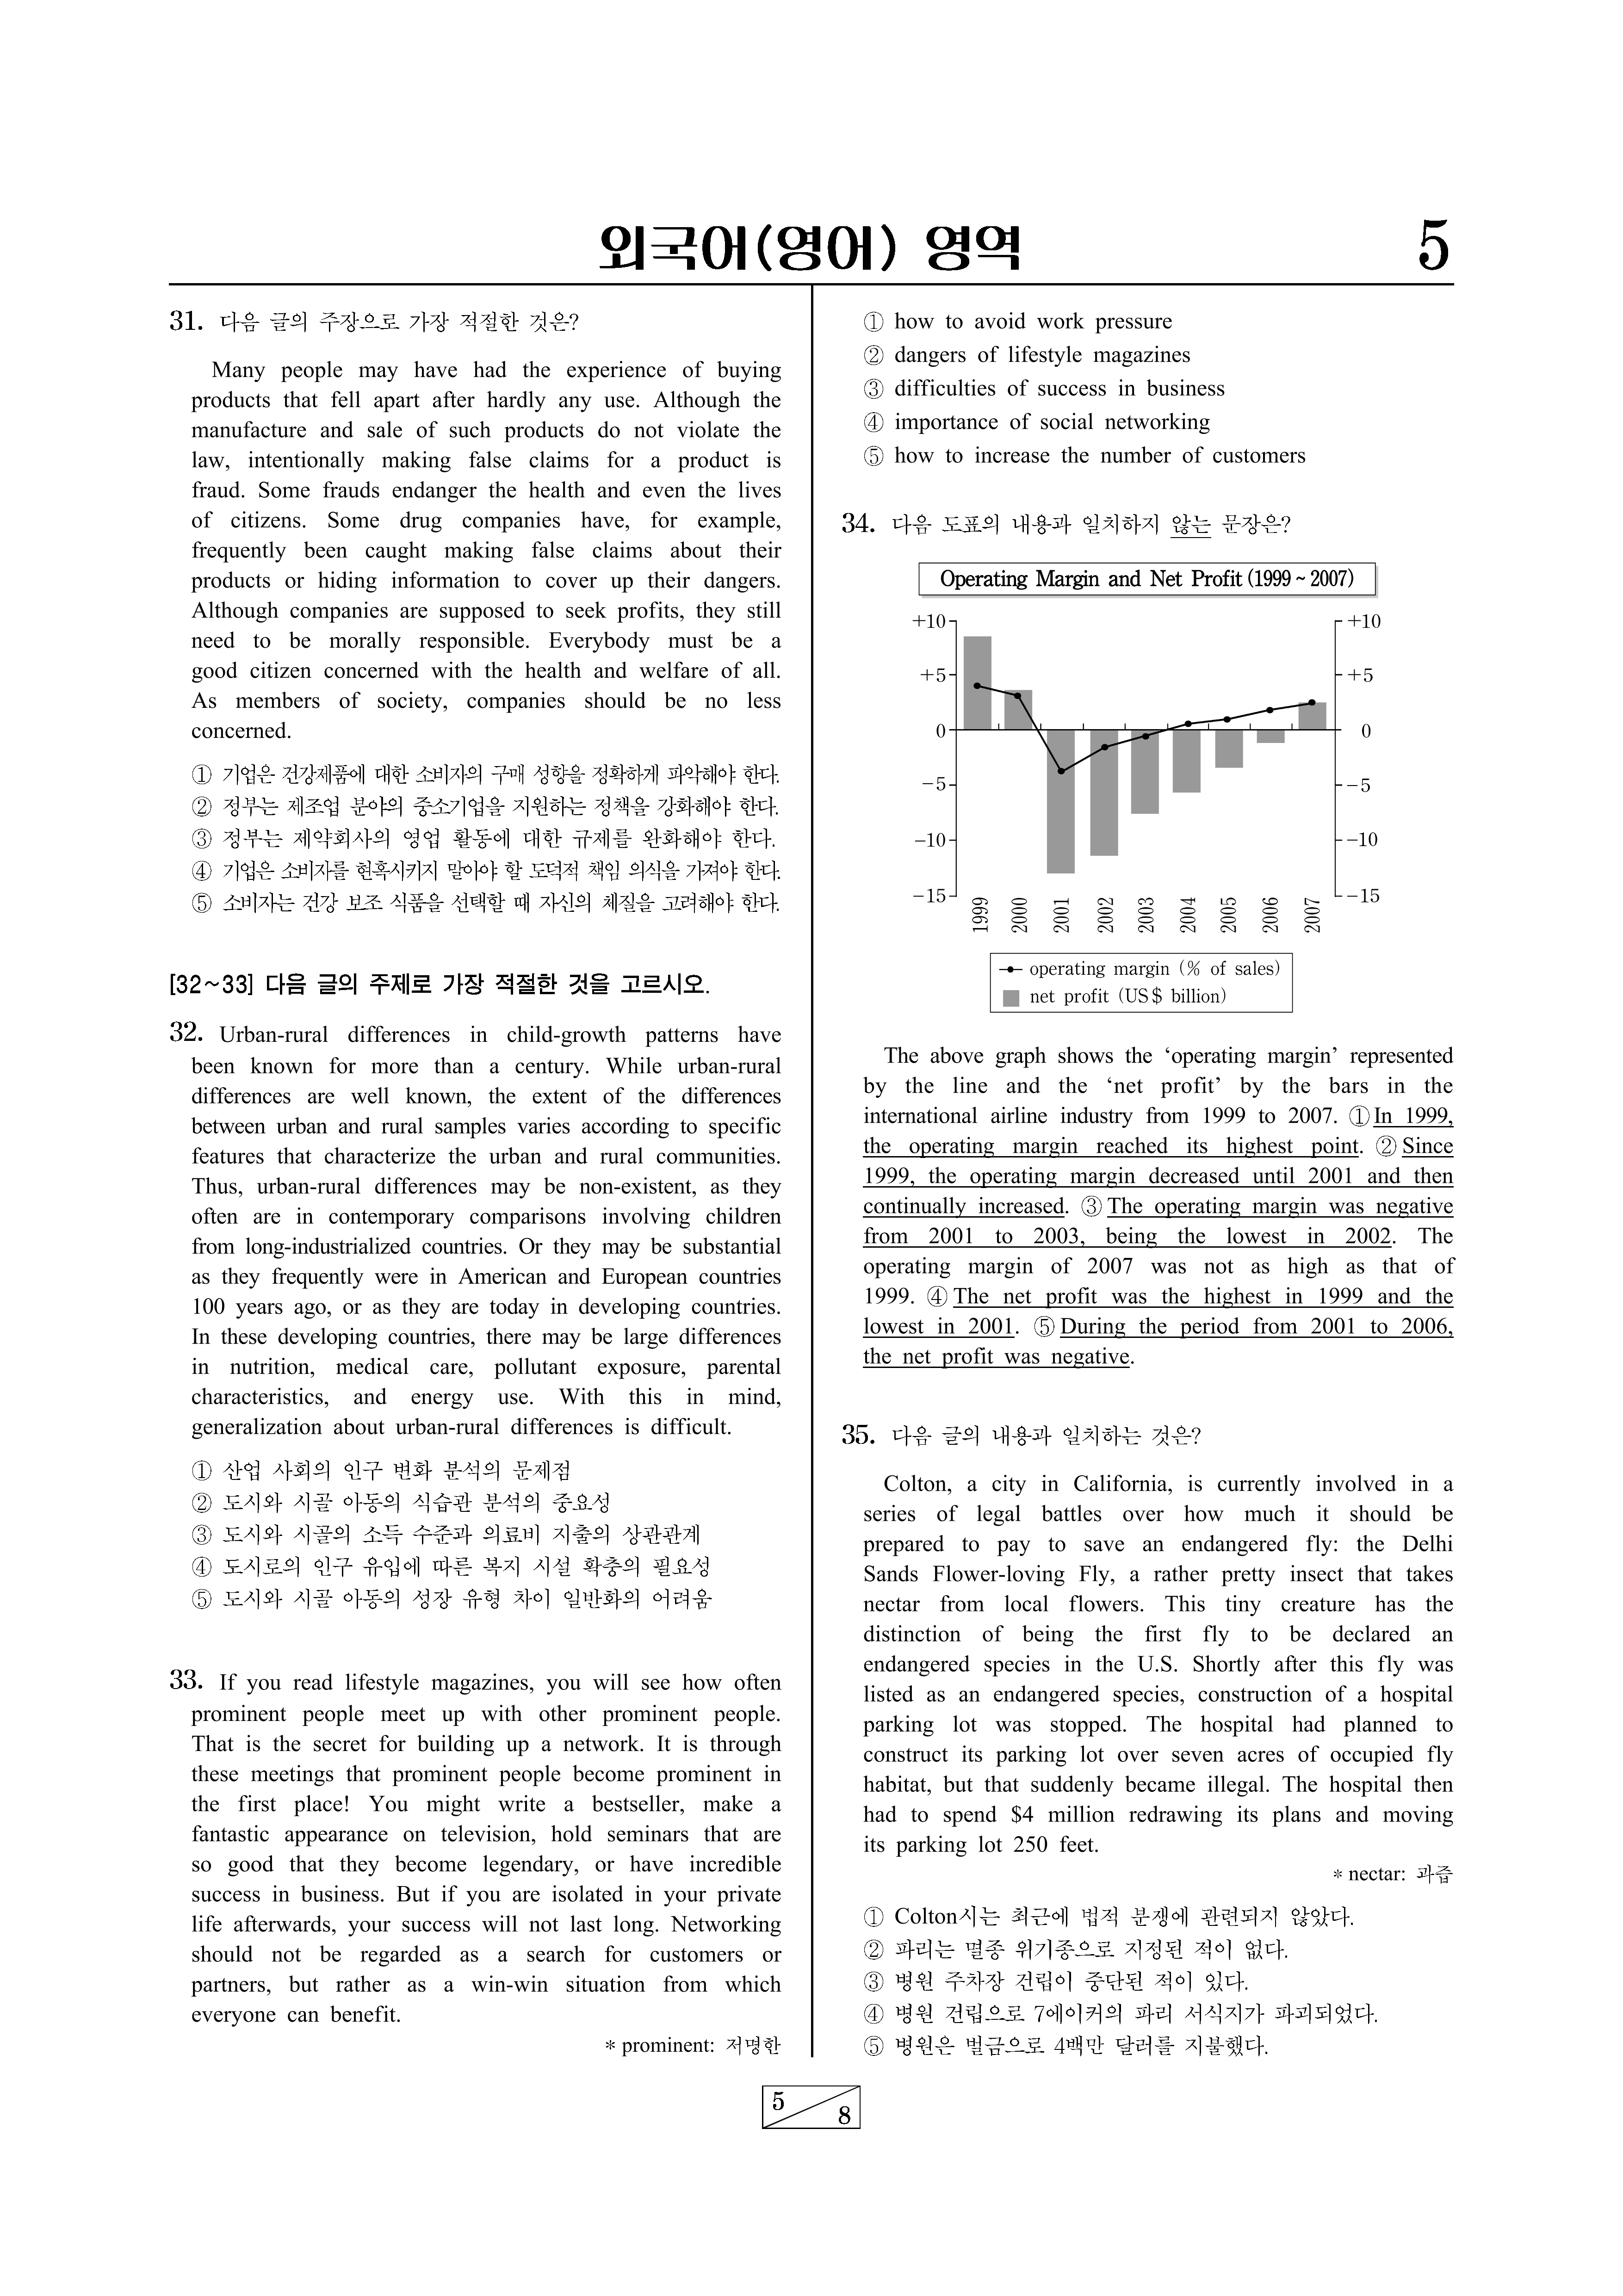 외국어(영어) 영역
5
31. 다음 글의 주장으로 가장 적절한 것은?
Many people may have had the experience of buying
products that fell apart after hardly any use. Although the
manufacture and sale of such products do not violate the
law, intentionally making false claims for a product is
fraud. Some frauds endanger the health and even the lives
of citizens. Some drug companies have, for example,
frequently been caught making false claims about their
products or hiding information to cover up their dangers.
Although companies are supposed to seek profits, they still
need to be morally responsible. Everybody must be a
good citizen concerned with the health and welfare of all.
As members of society, companies should be no less
concerned.
① 기업은 건강제품에 대한 소비자의 구매 성향을 정확하게 파악해야 한다.
② 정부는 제조업 분야의 중소기업을 지원하는 정책을 강화해야 한다.
③ 정부는 제약회사의 영업 활동에 대한 규제를 완화해야 한다.
④ 기업은 소비자를 현혹시키지 말아야 할 도덕적 책임 의식을 가져야 한다.
⑤ 소비자는 건강 보조 식품을 선택할 때 자신의 체질을 고려해야 한다.
[32~33] 다음 글의 주제로 가장 적절한 것을 고르시오.
32. Urban-rural differences in child-growth patterns have
been known for more than a century. While urban-rural
differences are well known, the extent of the differences
between urban and rural samples varies according to specific
features that characterize the urban and rural communities.
Thus, urban-rural differences may be non-existent, as they
often are in contemporary comparisons involving children
from long-industrialized countries. Or they may be substantial
as they frequently were in American and European countries
100 years ago, or as they are today in developing countries.
In these developing countries, there may be large differences
in nutrition, medical care, pollutant exposure, parental
characteristics, and energy use. With this in mind,
generalization about urban-rural differences is difficult.
① 산업 사회의 인구 변화 분석의 문제점
② 도시와 시골 아동의 식습관 분석의 중요성
③ 도시와 시골의 소득 수준과 의료비 지출의 상관관계
④ 도시로의 인구 유입에 따른 복지 시설 확충의 필요성
⑤ 도시와 시골 아동의 성장 유형 차이 일반화의 어려움
33. If you read lifestyle magazines, you will see how often
prominent people meet up with other prominent people.
That is the secret for building up a network. It is through
these meetings that prominent people become prominent in
the first place! You might write a bestseller, make a
fantastic appearance on television, hold seminars that are
so good that they become legendary, or have incredible
success in business. But if you are isolated in your private
life afterwards, your success will not last long. Networking
should not be regarded as a search for customers or
partners, but rather as a win-win situation from which
everyone can benefit.
* prominent: 저명한
① how to avoid work pressure
② dangers of lifestyle magazines
③ difficulties of success in business
④ importance of social networking
⑤ how to increase the number of customers
34. 다음 도표의 내용과 일치하지 않는 문장은?
Operating Margin and Net Profit (1999 ~ 2007)
+10 +10
+5 +5
0 0
-5 -5
-10 -10
-15 -15
1999 2000 2001 2002 2003 2004 2005 2006 2007
operating margin (% of sales)
net profit (US$ billion)
The above graph shows the ‘operating margin’ represented
by the line and the ‘net profit’ by the bars in the
international airline industry from 1999 to 2007. ① In 1999,
the operating margin reached its highest point. ② Since
1999, the operating margin decreased until 2001 and then
continually increased. ③ The operating margin was negative
from 2001 to 2003, being the lowest in 2002. The
operating margin of 2007 was not as high as that of
1999. ④ The net profit was the highest in 1999 and the
lowest in 2001. ⑤ During the period from 2001 to 2006,
the net profit was negative.
35. 다음 글의 내용과 일치하는 것은?
Colton, a city in California, is currently involved in a
series of legal battles over how much it should be
prepared to pay to save an endangered fly: the Delhi
Sands Flower-loving Fly, a rather pretty insect that takes
nectar from local flowers. This tiny creature has the
distinction of being the first fly to be declared an
endangered species in the U.S. Shortly after this fly was
listed as an endangered species, construction of a hospital
parking lot was stopped. The hospital had planned to
construct its parking lot over seven acres of occupied fly
habitat, but that suddenly became illegal. The hospital then
had to spend $4 million redrawing its plans and moving
its parking lot 250 feet.
* nectar: 과즙
① Colton시는 최근에 법적 분쟁에 관련되지 않았다.
② 파리는 멸종 위기종으로 지정된 적이 없다.
③ 병원 주차장 건립이 중단된 적이 있다.
④ 병원 건립으로 7에이커의 파리 서식지가 파괴되었다.
⑤ 병원은 벌금으로 4백만 달러를 지불했다.
5
8